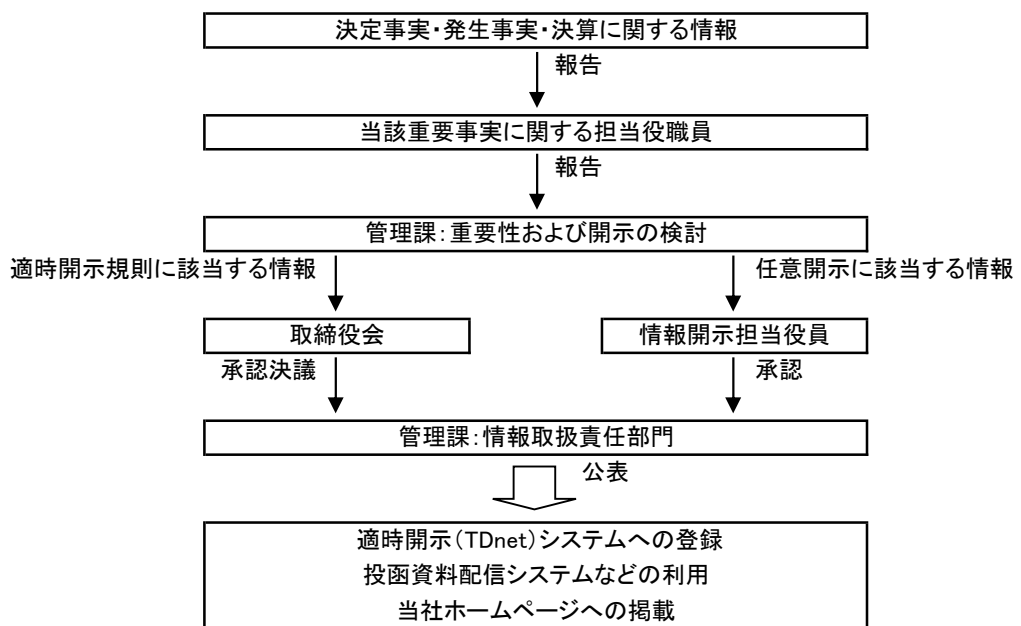 決定事実・発生事実・決算に関する情報
報告
当該重要事実に関する担当役職員
報告
管理課：重要性および開示の検討
適時開示規則に該当する情報
任意開示に該当する情報
取締役会
情報開示担当役員
承認決議
承認
管理課：情報取扱責任部門
公表
適時開示（TDnet）システムへの登録
投函資料配信システムなどの利用
当社ホームページへの掲載